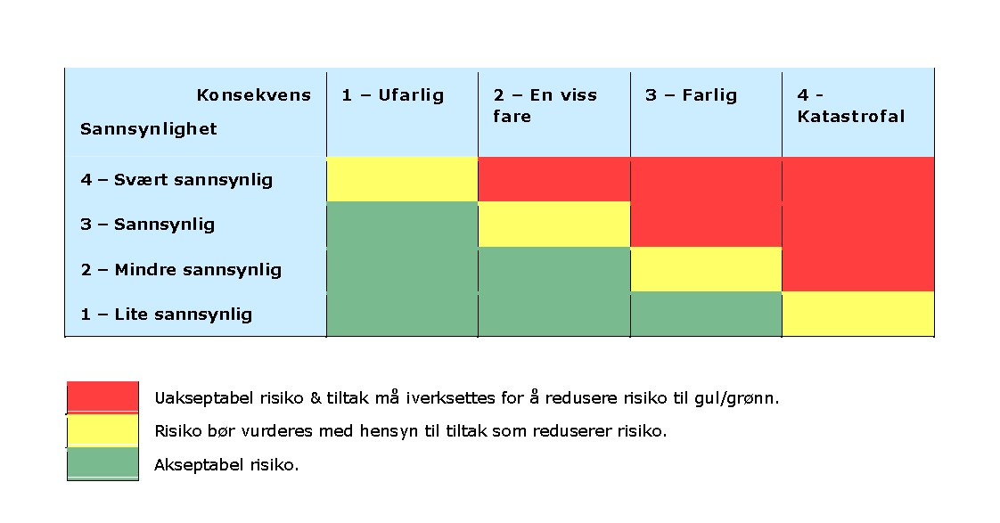 Konsekvens
Sannsynlighet
1 – Ufarlig
2 – En viss
fare
3 – Farlig
4 -
Katastrofal
4 – Svært sannsynlig
3 – Sannsynlig
2 – Mindre sannsynlig
1 – Lite sannsynlig
Uakseptabel risiko & tiltak må iverksettes for å redusere risiko til gul/grønn.
Risiko bør vurderes med hensyn til tiltak som reduserer risiko.
Akseptabel risiko.